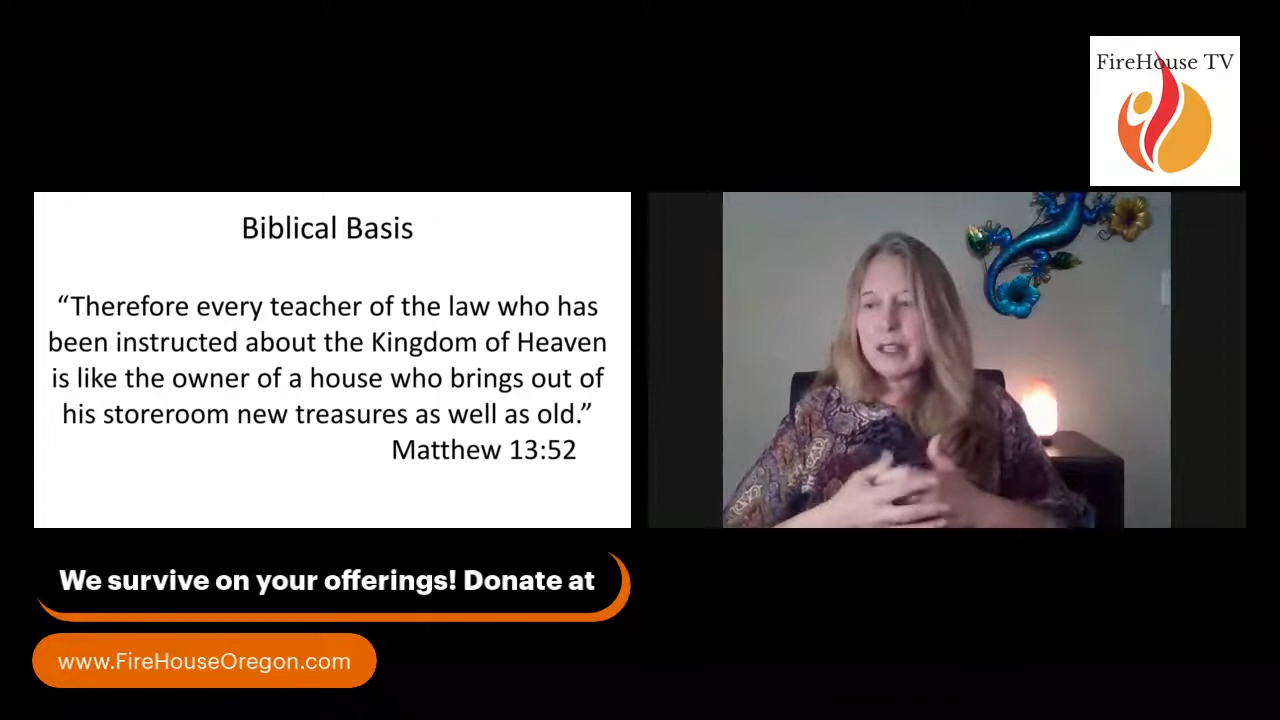 FireHouse TV
Biblical Basis
“Therefore every teacher of the law who has
been instructed about the Kingdom of Heaven
is like the owner of a house who brings out of
his storeroom new treasures as well as old.”
Matthew 13:52
We survive on your offerings! Donate at
www.FireHouseOregon.com